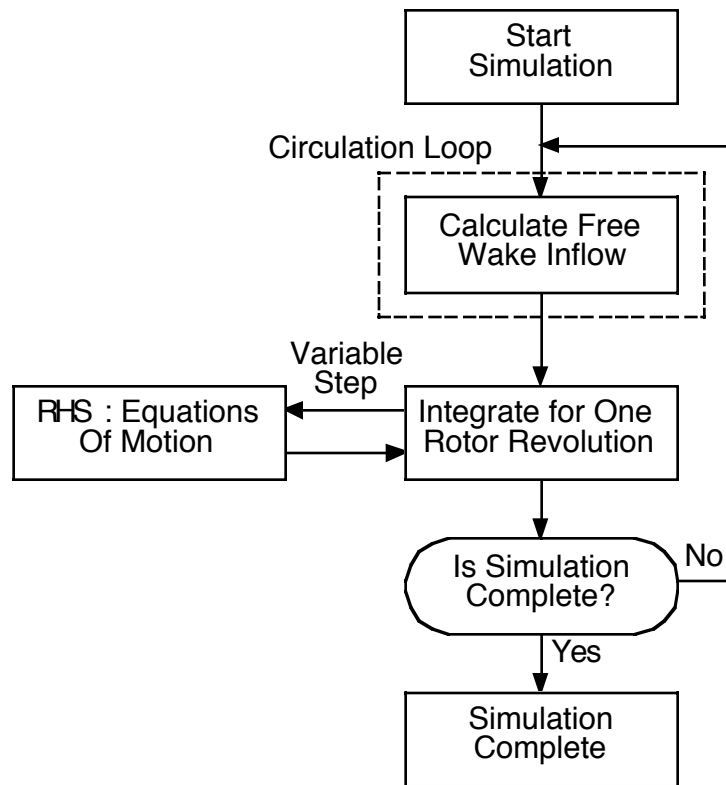 Start
Simulation
Circulation Loop
Calculate Free
Wake Inflow
Variable
Step
RHS : Equations
Of Motion
Integrate for One
Rotor Revolution
Is Simulation
Complete?
No
Yes
Simulation
Complete